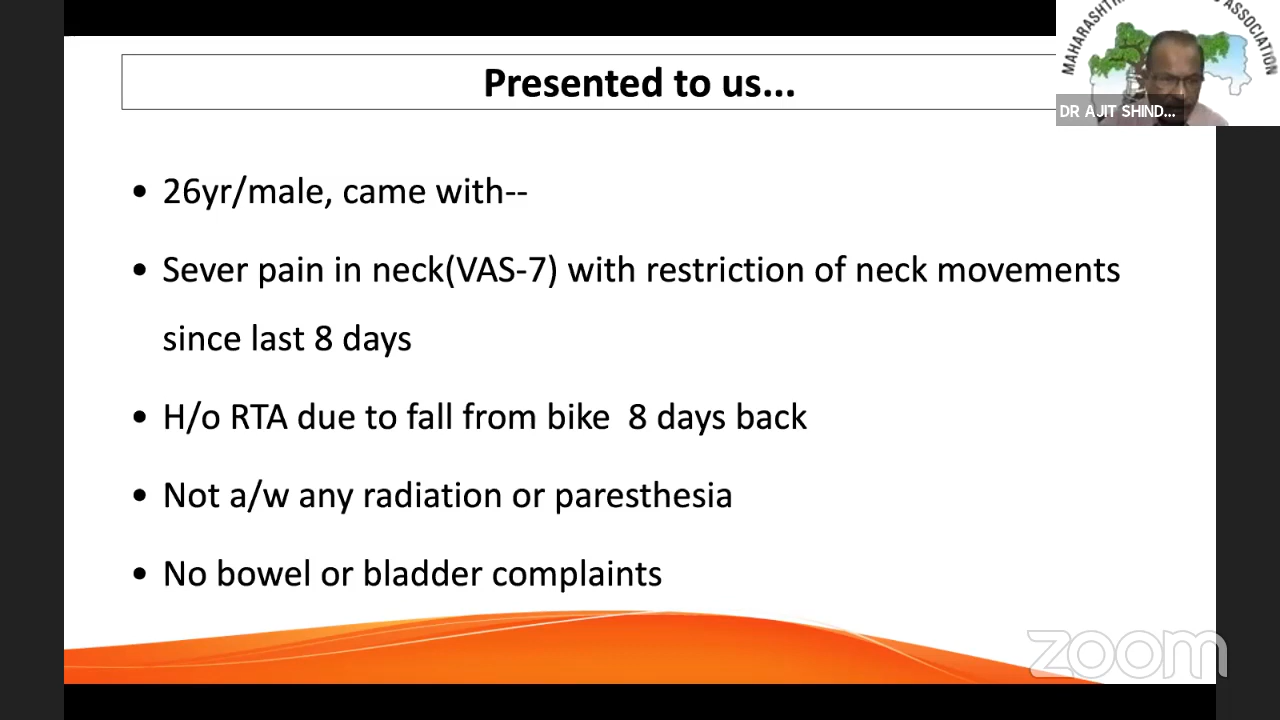 Presented to us...
MAHARASHTR
ASSOCIATION
DR AJIT SHIND...
• 26yr/male, came with--
• Sever pain in neck(VAS-7) with restriction of neck movements
since last 8 days
• H/o RTA due to fall from bike 8 days back
• Not a/w any radiation or paresthesia
• No bowel or bladder complaints
zoom